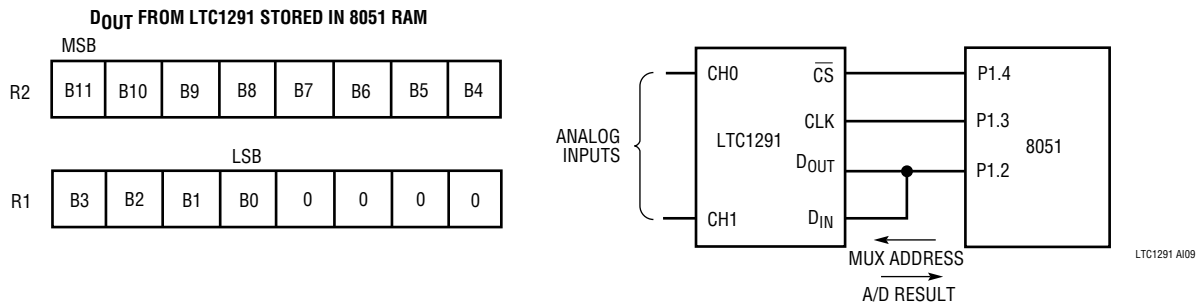 DOUT FROM LTC1291 STORED IN 8051 RAM
MSB
R2 B11 B10 B9 B8 B7 B6 B5 B4
LSB
R1 B3 B2 B1 B0 0 0 0 0
ANALOG
INPUTS
CH0
CH1
LTC1291
CS
CLK
DOUT
DIN
P1.4
P1.3
P1.2
8051
MUX ADDRESS
A/D RESULT
LTC1291 AI09